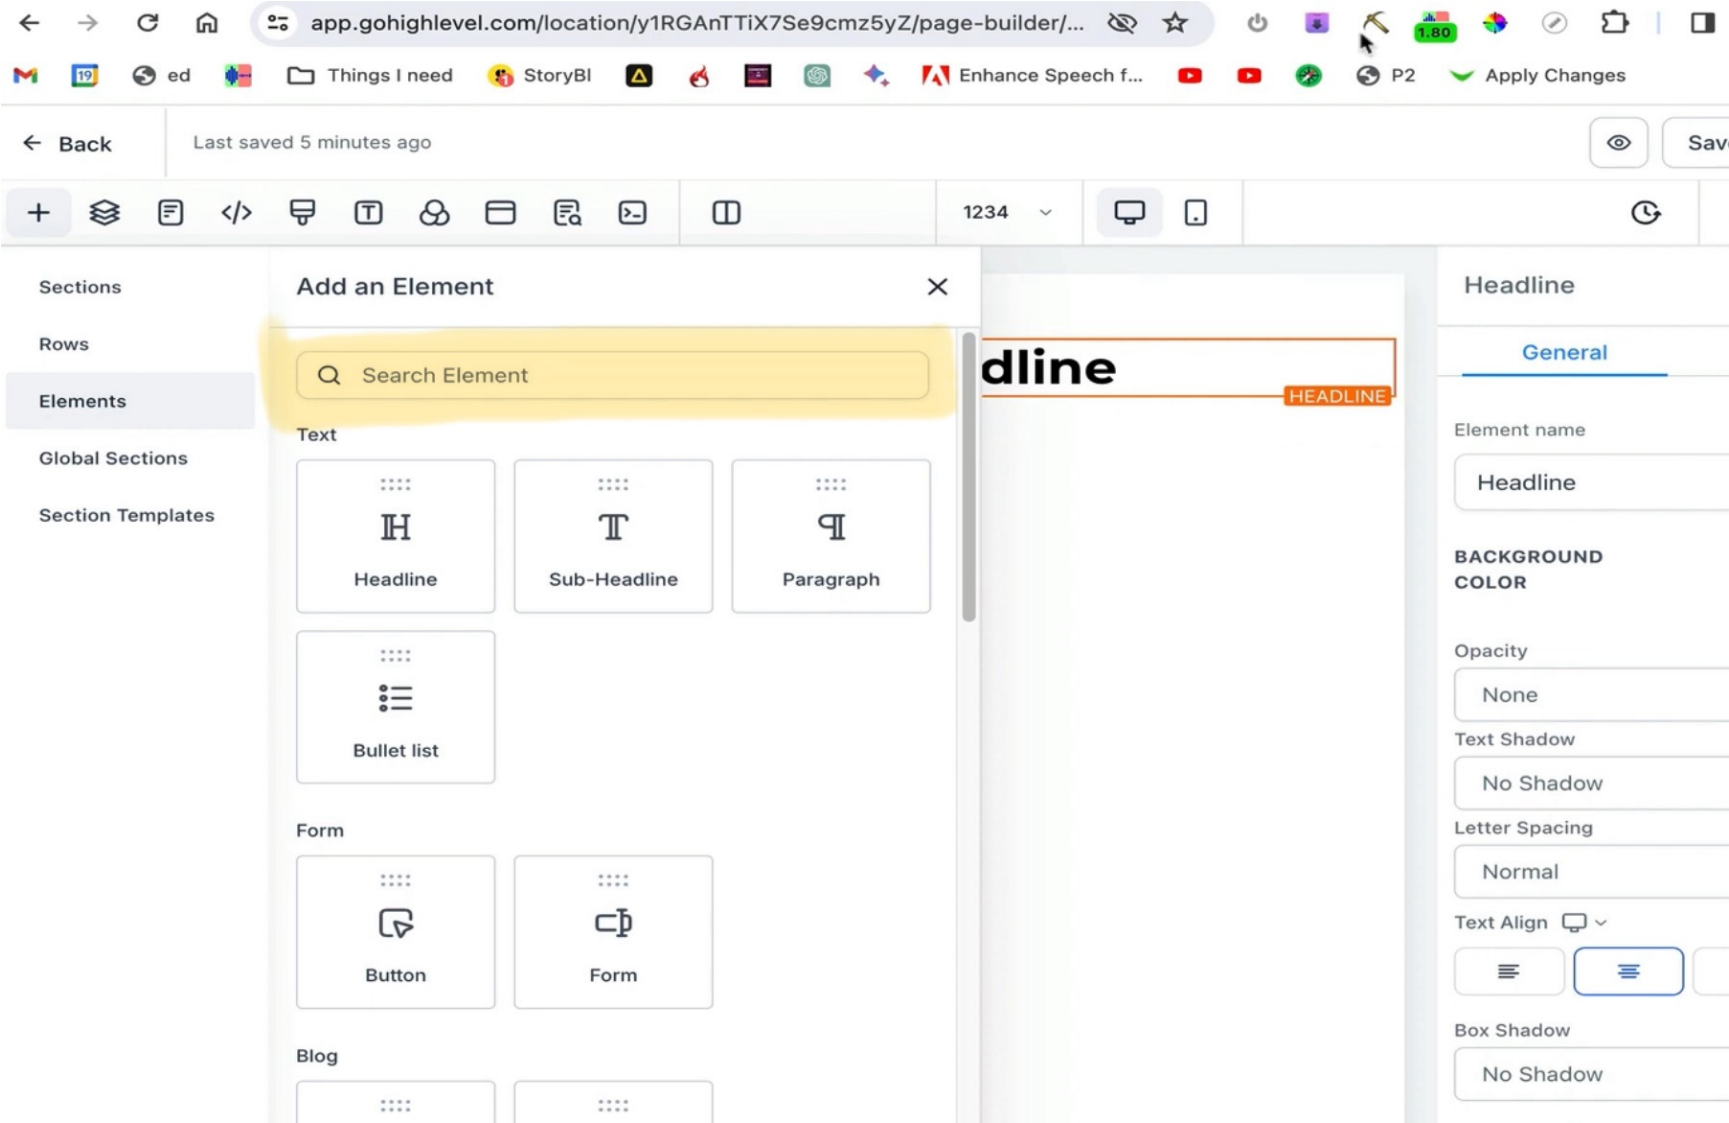 app.gohighlevel.com/location/y1RGAnTTiX7Se9cmz5yZ/page-builder/...
1.80
19
ed
Things I need
StoryBl
Enhance Speech f...
P2
Apply Changes
Back
Last saved 5 minutes ago
Sav
1234
Sections
Rows
Elements
Global Sections
Section Templates
Add an Element
Search Element
Text
Headline
Sub-Headline
Paragraph
Bullet list
Form
Button
Form
Blog
dline
HEADLINE
Headline
General
Element name
Headline
BACKGROUND
COLOR
Opacity
None
Text Shadow
No Shadow
Letter Spacing
Normal
Text Align
Box Shadow
No Shadow